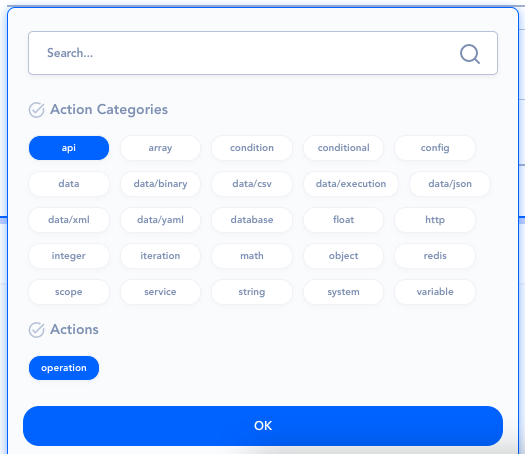 Search...
Action Categories
api array condition conditional config
data data/binary data/csv data/execution data/json
data/xml data/yaml database float http
integer iteration math object redis
scope service string system variable
Actions
operation
OK